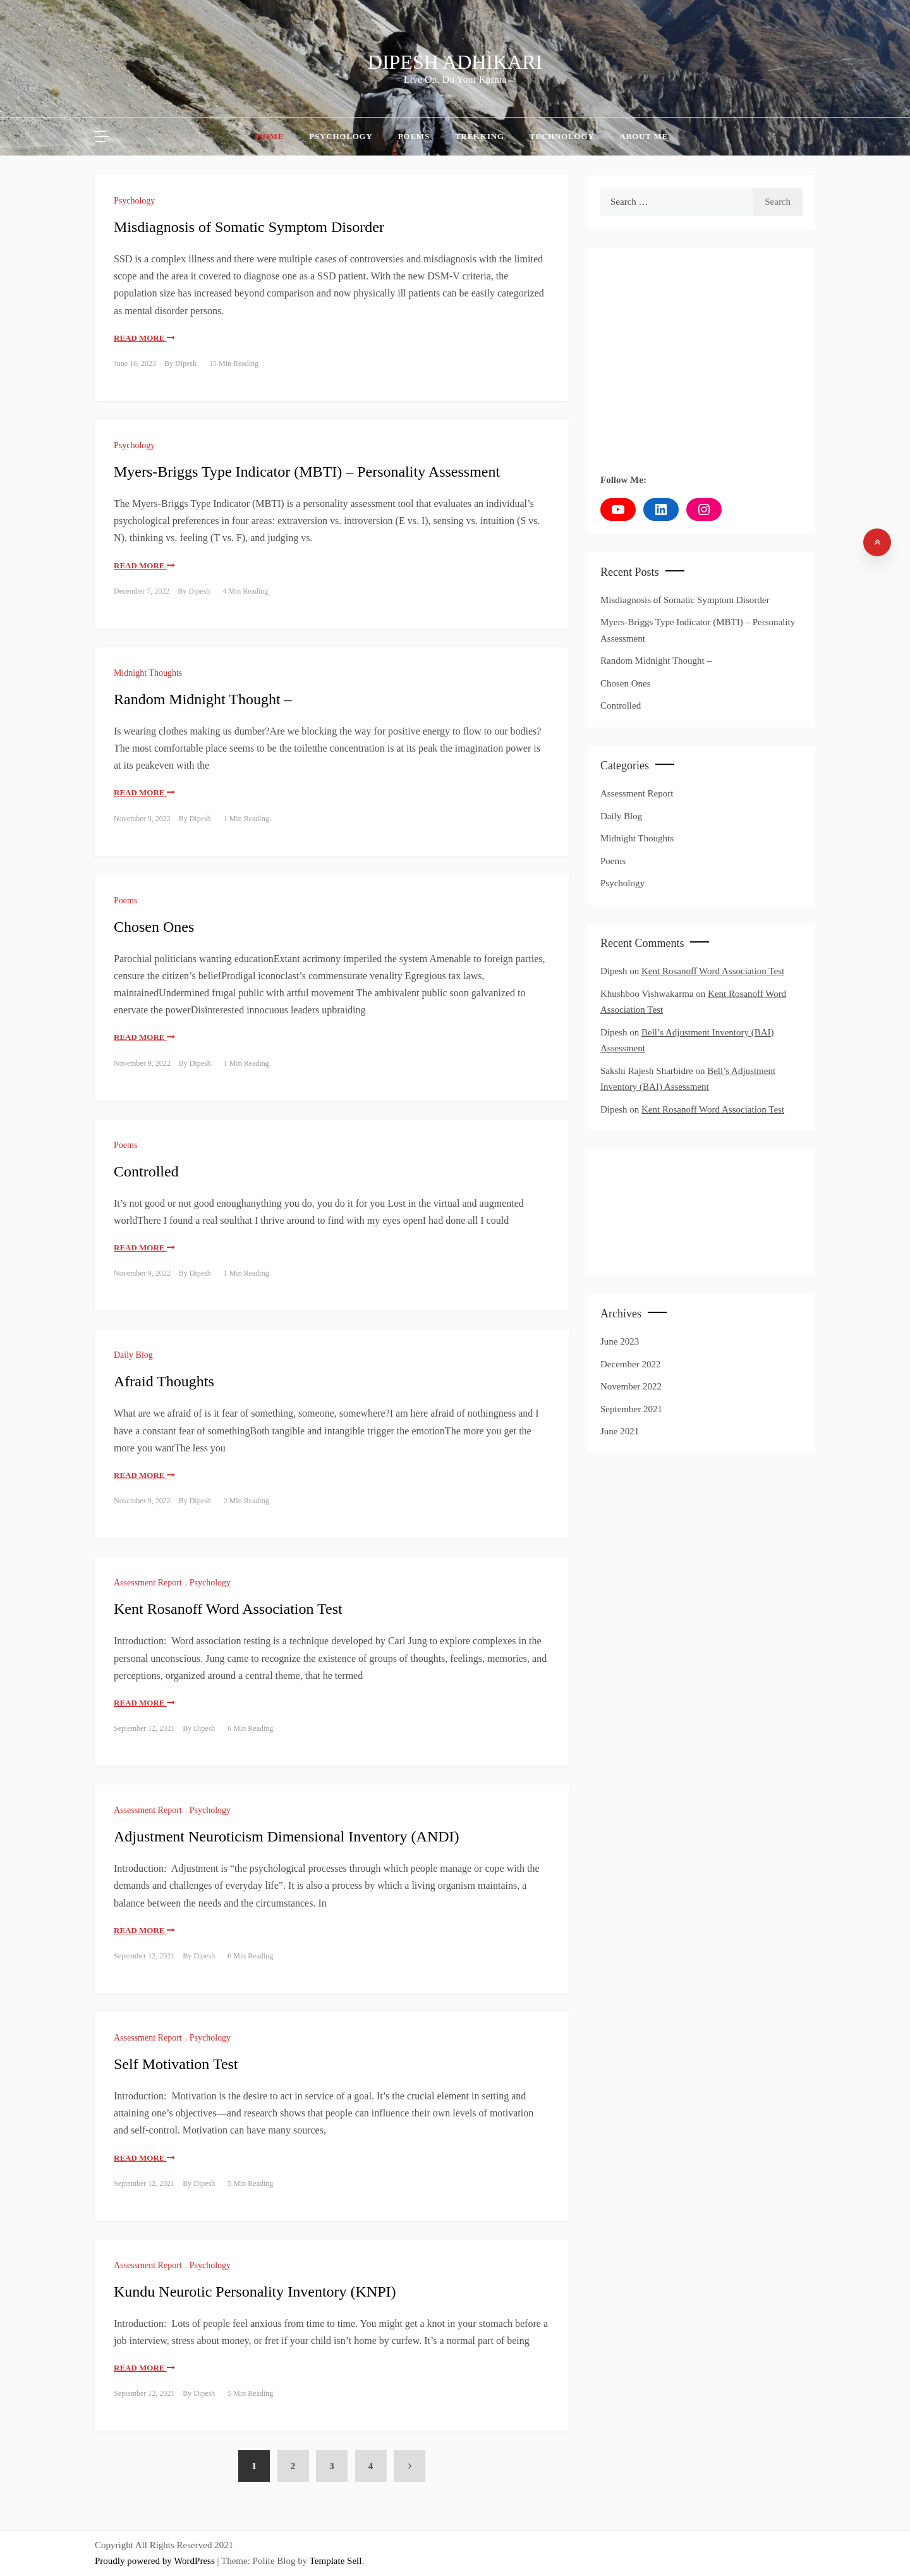 DIPESH ADHIKARI
Live On, Do Your Karma –
HOME PSYCHOLOGY POEMS TREKKING TECHNOLOGY ABOUT ME
Psychology
Misdiagnosis of Somatic Symptom Disorder
SSD is a complex illness and there were multiple cases of controversies and misdiagnosis with the limited
scope and the area it covered to diagnose one as a SSD patient. With the new DSM-V criteria, the
population size has increased beyond comparison and now physically ill patients can be easily categorized
as mental disorder persons.
READ MORE
June 16, 2023 By Dipesh 15 Min Reading
Psychology
Myers-Briggs Type Indicator (MBTI) – Personality Assessment
The Myers-Briggs Type Indicator (MBTI) is a personality assessment tool that evaluates an individual’s
psychological preferences in four areas: extraversion vs. introversion (E vs. I), sensing vs. intuition (S vs.
N), thinking vs. feeling (T vs. F), and judging vs.
READ MORE
December 7, 2022 By Dipesh 4 Min Reading
Midnight Thoughts
Random Midnight Thought –
Is wearing clothes making us dumber?Are we blocking the way for positive energy to flow to our bodies?
The most comfortable place seems to be the toiletthe concentration is at its peak the imagination power is
at its peakeven with the
READ MORE
November 9, 2022 By Dipesh 1 Min Reading
Poems
Chosen Ones
Parochial politicians wanting educationExtant acrimony imperiled the system Amenable to foreign parties,
censure the citizen’s beliefProdigal iconoclast’s commensurate venality Egregious tax laws,
maintainedUndermined frugal public with artful movement The ambivalent public soon galvanized to
enervate the powerDisinterested innocuous leaders upbraiding
READ MORE
November 9, 2022 By Dipesh 1 Min Reading
Poems
Controlled
It’s not good or not good enoughanything you do, you do it for you Lost in the virtual and augmented
worldThere I found a real soulthat I thrive around to find with my eyes openI had done all I could
READ MORE
November 9, 2022 By Dipesh 1 Min Reading
Daily Blog
Afraid Thoughts
What are we afraid of is it fear of something, someone, somewhere?I am here afraid of nothingness and I
have a constant fear of somethingBoth tangible and intangible trigger the emotionThe more you get the
more you wantThe less you
READ MORE
November 9, 2022 By Dipesh 2 Min Reading
Assessment Report . Psychology
Kent Rosanoff Word Association Test
Introduction:  Word association testing is a technique developed by Carl Jung to explore complexes in the
personal unconscious. Jung came to recognize the existence of groups of thoughts, feelings, memories, and
perceptions, organized around a central theme, that he termed
READ MORE
September 12, 2021 By Dipesh 6 Min Reading
Assessment Report . Psychology
Adjustment Neuroticism Dimensional Inventory (ANDI)
Introduction:  Adjustment is “the psychological processes through which people manage or cope with the
demands and challenges of everyday life”. It is also a process by which a living organism maintains, a
balance between the needs and the circumstances. In
READ MORE
September 12, 2021 By Dipesh 6 Min Reading
Assessment Report . Psychology
Self Motivation Test
Introduction:  Motivation is the desire to act in service of a goal. It’s the crucial element in setting and
attaining one’s objectives—and research shows that people can influence their own levels of motivation
and self-control. Motivation can have many sources,
READ MORE
September 12, 2021 By Dipesh 5 Min Reading
Assessment Report . Psychology
Kundu Neurotic Personality Inventory (KNPI)
Introduction:  Lots of people feel anxious from time to time. You might get a knot in your stomach before a
job interview, stress about money, or fret if your child isn’t home by curfew. It’s a normal part of being
READ MORE
September 12, 2021 By Dipesh 5 Min Reading
1 2 3 4
Search … Search
Follow Me:
Recent Posts
Misdiagnosis of Somatic Symptom Disorder
Myers-Briggs Type Indicator (MBTI) – Personality
Assessment
Random Midnight Thought –
Chosen Ones
Controlled
Categories
Assessment Report
Daily Blog
Midnight Thoughts
Poems
Psychology
Recent Comments
Dipesh on Kent Rosanoff Word Association Test
Khushboo Vishwakarma on Kent Rosanoff Word
Association Test
Dipesh on Bell’s Adjustment Inventory (BAI)
Assessment
Sakshi Rajesh Sharbidre on Bell’s Adjustment
Inventory (BAI) Assessment
Dipesh on Kent Rosanoff Word Association Test
Archives
June 2023
December 2022
November 2022
September 2021
June 2021
Copyright All Rights Reserved 2021
Proudly powered by WordPress | Theme: Polite Blog by Template Sell.